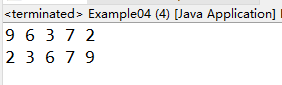 <terminated> Example04 (4) [Java Application]
9 6 3 7 2
2 3 6 7 9